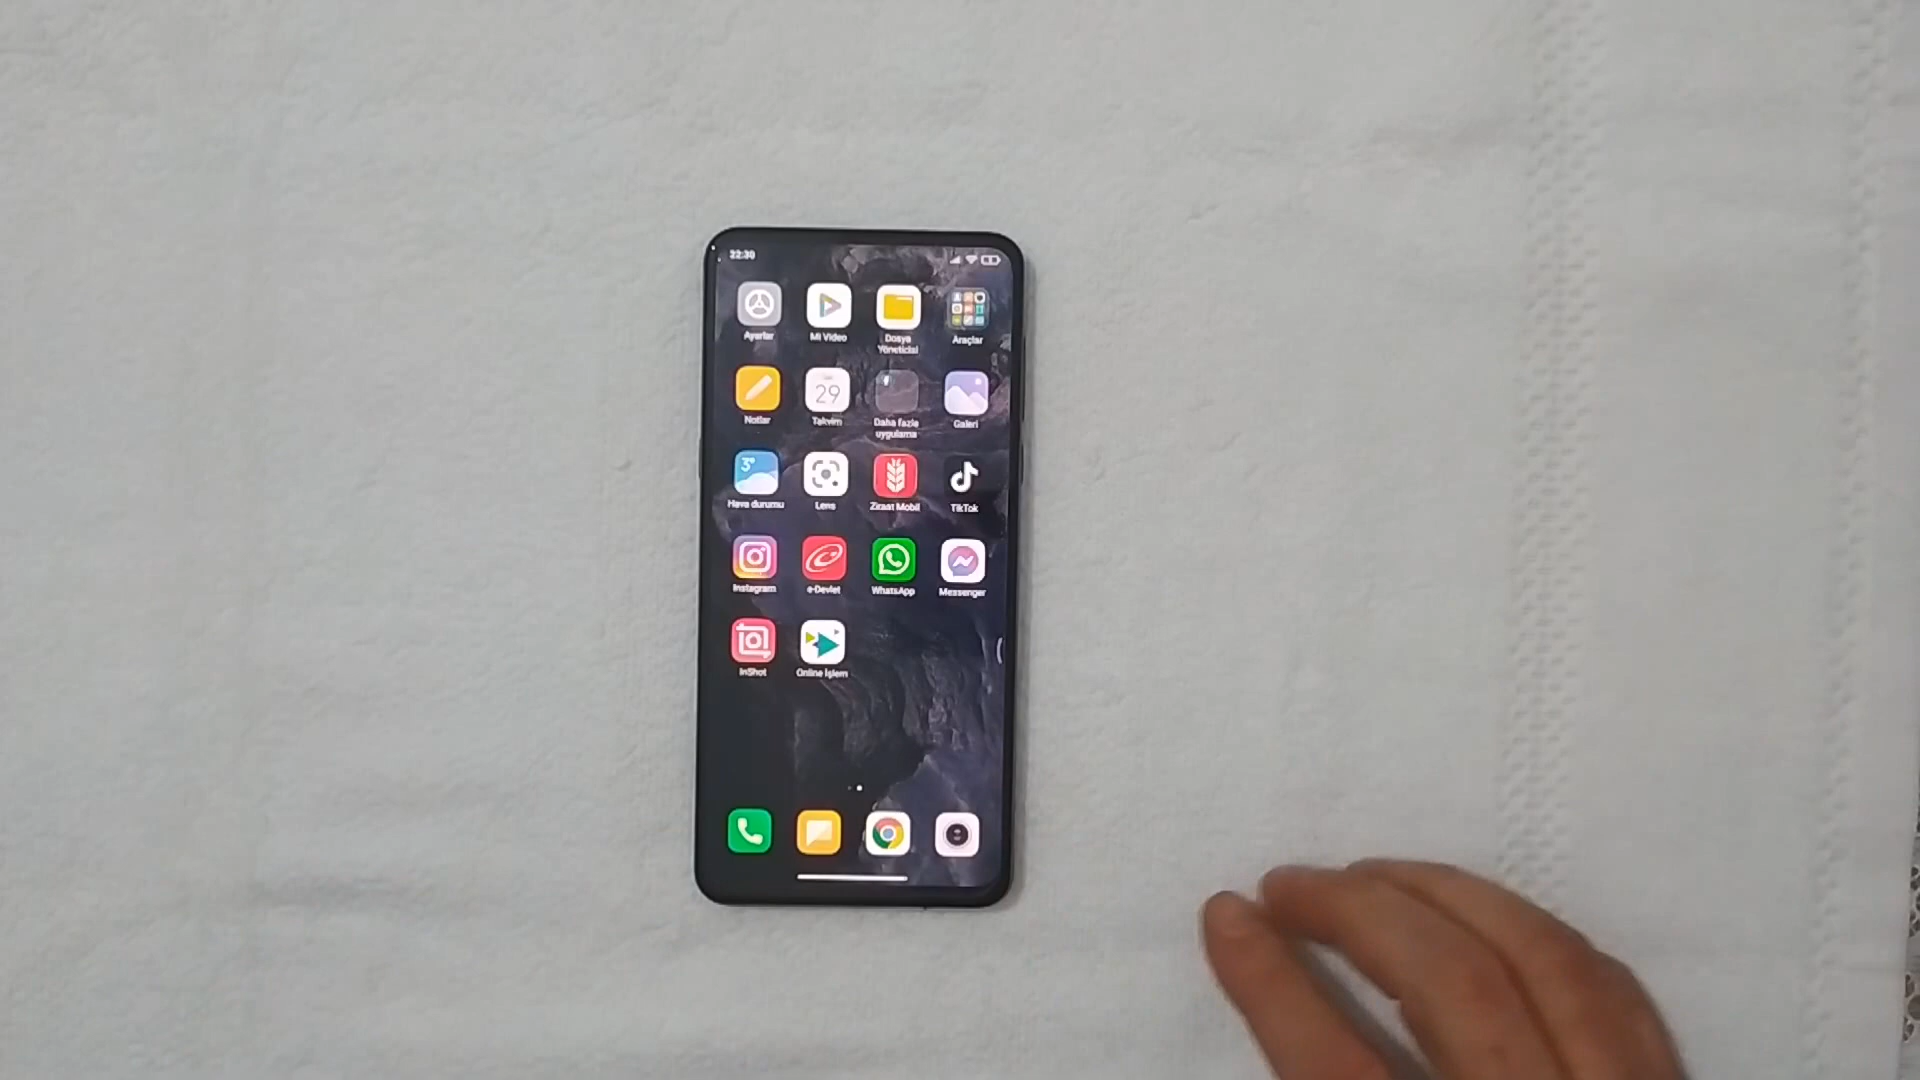 22:30
Ayarlar
Mi Video
Dosya
Yöneticisi
Araçlar
Notlar
29
Takvim
Daha fazla
uygulama
Galeri
3°
Hava durumu
Lens
Ziraat Mobil
TikTok
Instagram
e-Devlet
WhatsApp
Messenger
InShot
Online İşlem